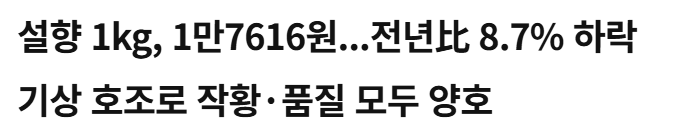 설향 1kg, 1만7616원...전년比 8.7% 하락
기상 호조로 작황·품질 모두 양호